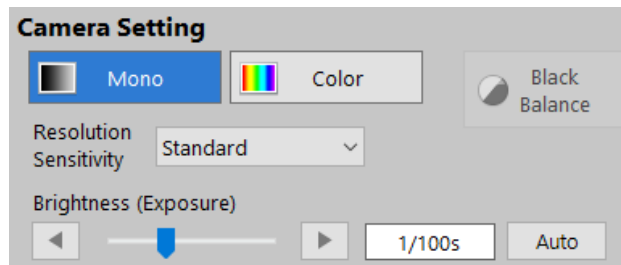 Camera Setting
Mono
Color
Black
Balance
Resolution
Sensitivity
Standard
Brightness (Exposure)
1/100s
Auto